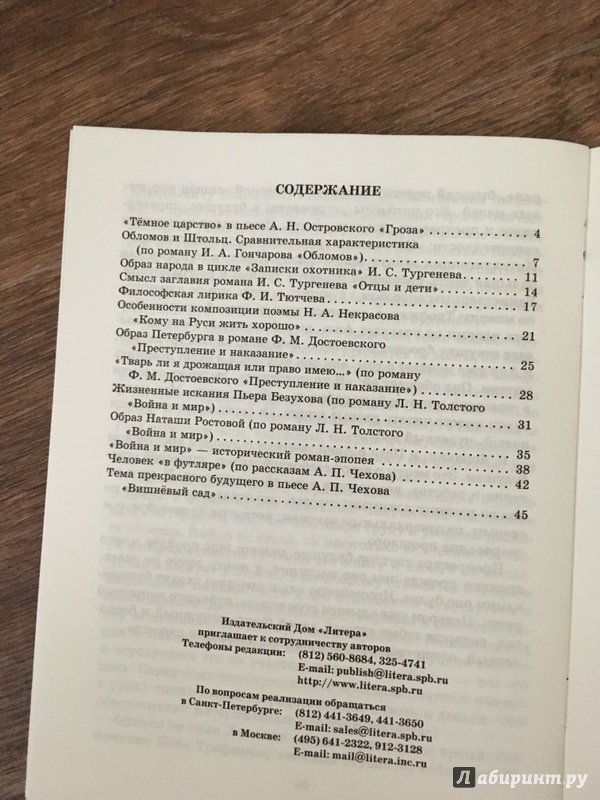 СОДЕРЖАНИЕ
«Тёмное царство» в пьесе А. Н. Островского «Гроза» . . . . . . . . . . . 4
Обломов и Штольц. Сравнительная характеристика
(по роману И. А. Гончарова «Обломов»). . . . . . . . . . . . . . . . . . 7
Образ народа в цикле «Записки охотника» И. С. Тургенева. . . . . . . 11
Смысл заглавия романа И. С. Тургенева «Отцы и дети» . . . . . . . . 14
Философская лирика Ф. И. Тютчева. . . . . . . . . . . . . . . . . . . . . 17
Особенности композиции поэмы Н. А. Некрасова
«Кому на Руси жить хорошо» . . . . . . . . . . . . . . . . . . . . . . 21
Образ Петербурга в романе Ф. М. Достоевского
«Преступление и наказание». . . . . . . . . . . . . . . . . . . . . . . 25
«Тварь ли я дрожащая или право имею...» (по роману
Ф. М. Достоевского «Преступление и наказание») . . . . . . . . . . 28
Жизненные искания Пьера Безухова (по роману Л. Н. Толстого
«Война и мир») . . . . . . . . . . . . . . . . . . . . . . . . . . . . . 31
Образ Наташи Ростовой (по роману Л. Н. Толстого
«Война и мир») . . . . . . . . . . . . . . . . . . . . . . . . . . . . . 35
«Война и мир» — исторический роман-эпопея . . . . . . . . . . . . . . 38
Человек «в футляре» (по рассказам А. П. Чехова) . . . . . . . . . . . 42
Тема прекрасного будущего в пьесе А. П. Чехова
«Вишнёвый сад» . . . . . . . . . . . . . . . . . . . . . . . . . . . . . 45
Издательский Дом «Литера»
приглашает к сотрудничеству авторов
Телефоны редакции: (812) 560-8684, 325-4741
E-mail: publish@litera.spb.ru
http://www.litera.spb.ru
По вопросам реализации обращаться
в Санкт-Петербурге: (812) 441-3649, 441-3650
E-mail: sales@litera.spb.ru
в Москве: (495) 641-2322, 912-3128
E-mail: mail@litera.inc.ru
Лабиринт.ру